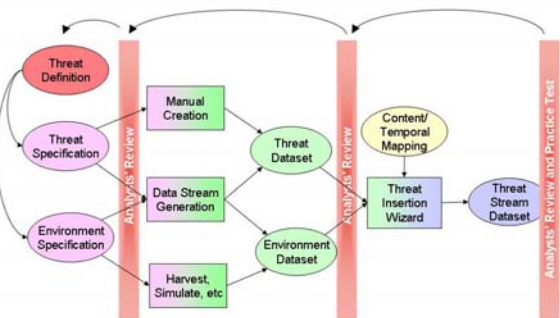 Threat
Definition
Threat
Specification
Environment
Specification
Analysts' Review
Manual
Creation
Data Stream
Generation
Harvest,
Simulate, etc
Threat
Dataset
Environment
Dataset
Analysts' Review
Content/
Temporal
Mapping
Threat
Insertion
Wizard
Threat
Stream
Dataset
Analysts' Review and Practice Test